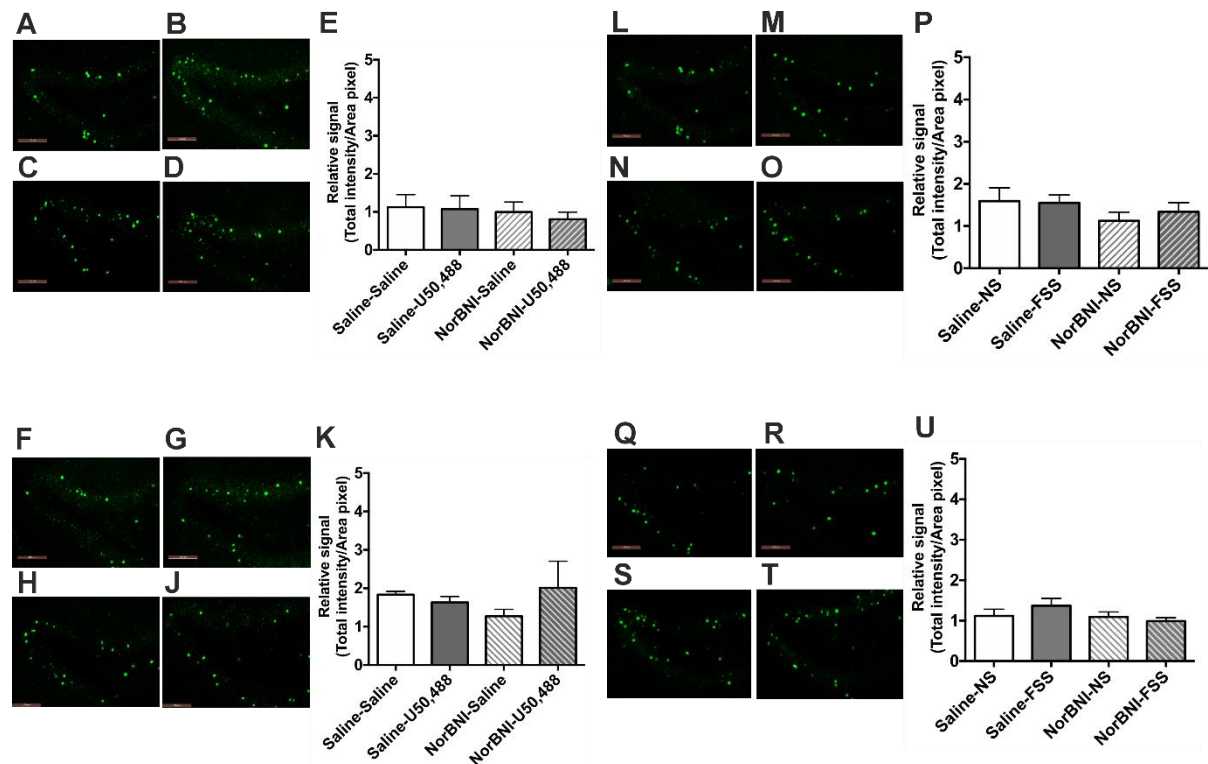 A
B
C
D
E
5
4
3
2
1
0
Relative signal
(Total intensity/Area pixel)
Saline-Saline
Saline-U50,488
NorBNI-Saline
NorBNI-U50,488
L
M
N
O
P
5
4
3
2
1
0
Relative signal
(Total intensity/Area pixel)
Saline-NS
Saline-FSS
NorBNI-NS
NorBNI-FSS
F
G
H
J
K
5
4
3
2
1
0
Relative signal
(Total intensity/Area pixel)
Saline-Saline
Saline-U50,488
NorBNI-Saline
NorBNI-U50,488
Q
R
S
T
U
5
4
3
2
1
0
Relative signal
(Total intensity/Area pixel)
Saline-NS
Saline-FSS
NorBNI-NS
NorBNI-FSS